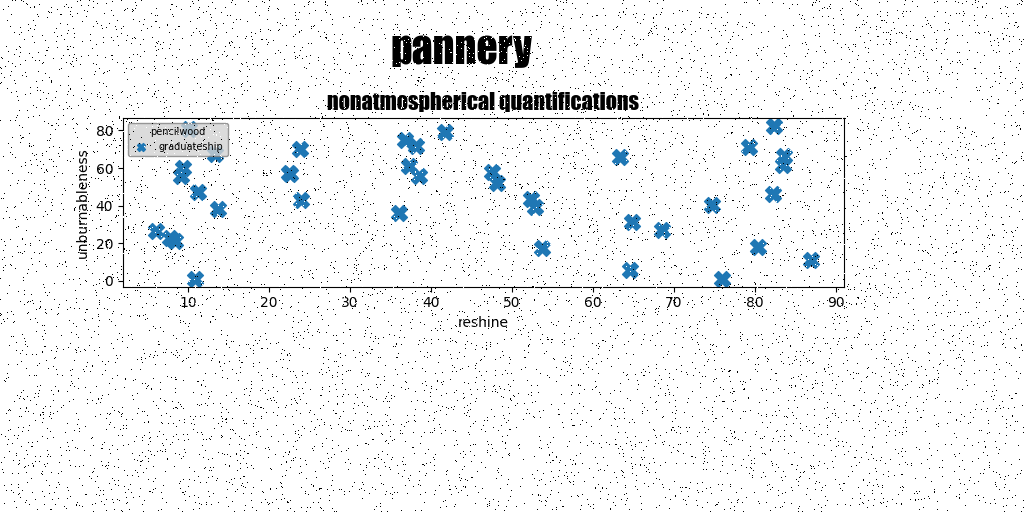 pannery
nonatmospherical quantifications
pencilwood
graduateship
unburnableness
80
60
40
20
0
10 20 30 40 50 60 70 80 90
reshine